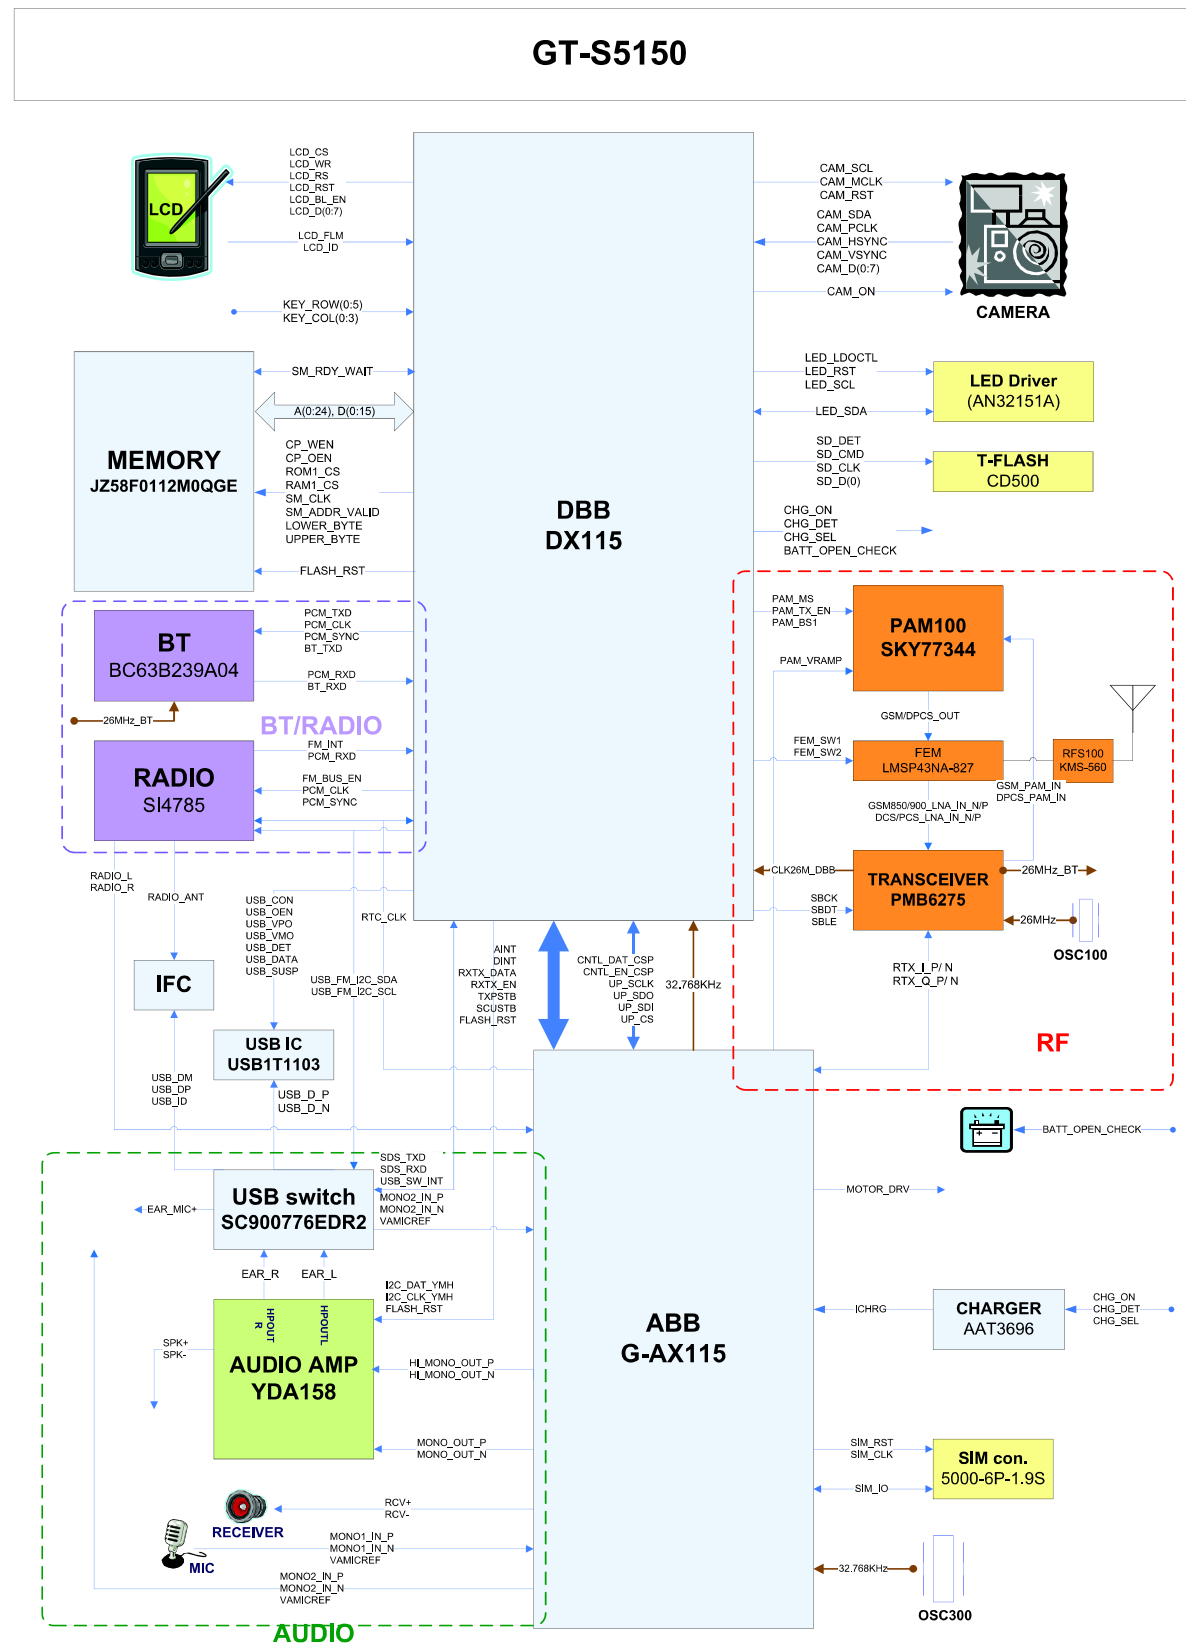 GT-S5150
LCD
LCD_CS
LCD_WR
LCD_RS
LCD_RST
LCD_BL_EN
LCD_D(0:7)
LCD_FLM
LCD_ID
KEY_ROW(0:5)
KEY_COL(0:3)
CAM_SCL
CAM_MCLK
CAM_RST
CAM_SDA
CAM_PCLK
CAM_HSYNC
CAM_VSYNC
CAM_D(0:7)
CAM_ON
CAMERA
MEMORY
JZ58F0112M0QGE
SM_RDY_WAIT
A(0:24), D(0:15)
CP_WEN
CP_OEN
ROM1_CS
RAM1_CS
SM_CLK
SM_ADDR_VALID
LOWER_BYTE
UPPER_BYTE
FLASH_RST
DBB
DX115
LED_LDOCTL
LED_RST
LED_SCL
LED_SDA
LED Driver
(AN32151A)
SD_DET
SD_CMD
SD_CLK
SD_D(0)
T-FLASH
CD500
CHG_ON
CHG_DET
CHG_SEL
BATT_OPEN_CHECK
BT
BC63B239A04
PCM_TXD
PCM_CLK
PCM_SYNC
BT_TXD
PCM_RXD
BT_RXD
26MHz_BT
BT/RADIO
RADIO
SI4785
FM_INT
PCM_RXD
FM_BUS_EN
PCM_CLK
PCM_SYNC
PAM_MS
PAM_TX_EN
PAM_BS1
PAM_VRAMP
PAM100
SKY77344
GSM/DPCS_OUT
FEM_SW1
FEM_SW2
FEM
LMSP43NA-827
RFS100
KMS-560
GSM_PAM_IN
DPCS_PAM_IN
GSM850/900_LNA_IN_N/P
DCS/PCS_LNA_IN_N/P
CLK26M_DBB
TRANSCEIVER
PMB6275
26MHz_BT
SBCK
SBDT
SBLE
26MHz
OSC100
RTX_I_P/ N
RTX_Q_P/ N
RF
RADIO_L
RADIO_R
RADIO_ANT
USB_CON
USB_OEN
USB_VPO
USB_VMO
USB_DET
USB_DATA
USB_SUSP
RTC_CLK
USB_FM_I2C_SDA
USB_FM_I2C_SCL
AINT
DINT
RXTX_DATA
RXTX_EN
TXPSTB
SCUSTB
FLASH_RST
CNTL_DAT_CSP
CNTL_EN_CSP
UP_SCLK
UP_SDO
UP_SDI
UP_CS
32.768KHz
IFC
USB IC
USB1T1103
USB_DM
USB_DP
USB_ID
USB_D_P
USB_D_N
BATT_OPEN_CHECK
SDS_TXD
SDS_RXD
USB_SW_INT
MONO2_IN_P
MONO2_IN_N
VAMICREF
USB switch
SC900776EDR2
EAR_MIC+
MOTOR_DRV
EAR_R
EAR_L
I2C_DAT_YMH
I2C_CLK_YMH
FLASH_RST
HPOUT
R
HPOUTL
AUDIO AMP
YDA158
SPK+
SPK-
HI_MONO_OUT_P
HI_MONO_OUT_N
MONO_OUT_P
MONO_OUT_N
ABB
G-AX115
ICHRG
CHARGER
AAT3696
CHG_ON
CHG_DET
CHG_SEL
SIM_RST
SIM_CLK
SIM_IO
SIM con.
5000-6P-1.9S
RCV+
RCV-
RECEIVER
MIC
MONO1_IN_P
MONO1_IN_N
VAMICREF
MONO2_IN_P
MONO2_IN_N
VAMICREF
32.768KHz
OSC300
AUDIO